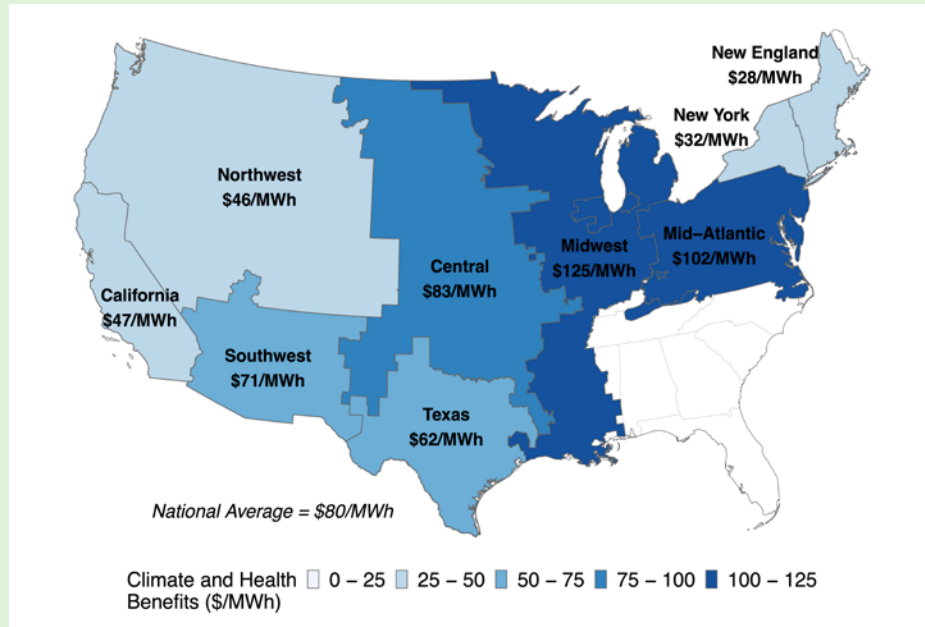 New England
$28/MWh
New York
$32/MWh
Northwest
$46/MWh
Mid–Atlantic
$102/MWh
Midwest
$125/MWh
Central
$83/MWh
California
$47/MWh
Southwest
$71/MWh
Texas
$62/MWh
National Average = $80/MWh
Climate and Health Benefits ($/MWh)
0 – 25
25 – 50
50 – 75
75 – 100
100 – 125